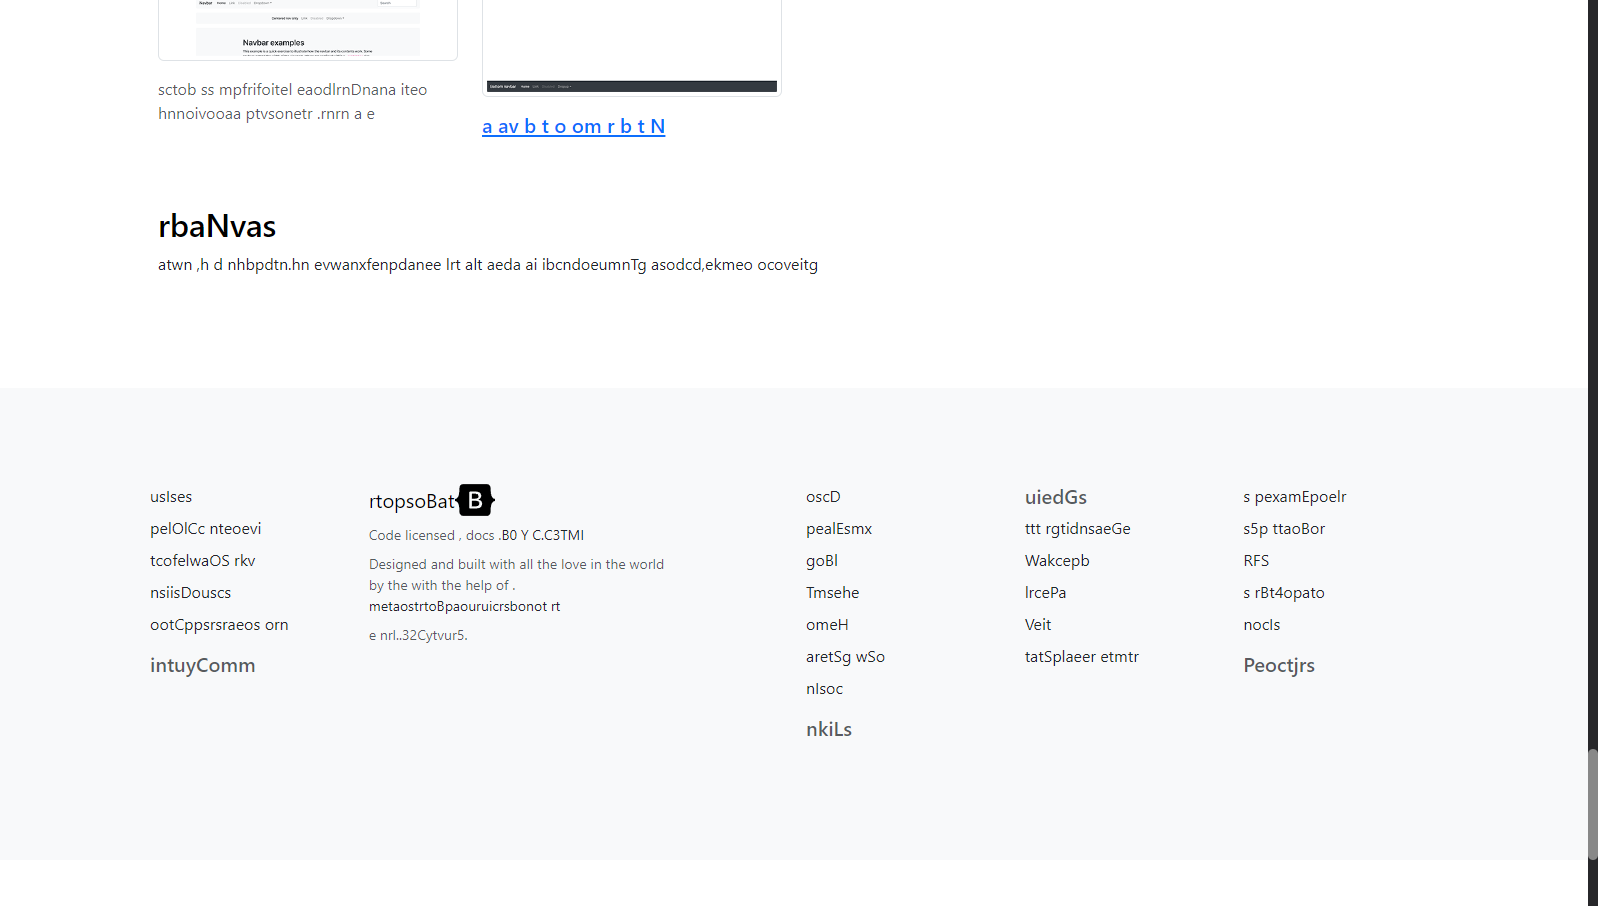 Navbar examples
sctob ss mpfrifoitel eaodlrnDnana iteo
hnnoivooaa ptvsonetr .rnrn a e
a av b t o om r b t N
rbaNvas
atwn ,h d nhbpdtn.hn evwanxfenpdanee lrt alt aeda ai ibcndoeumnTg asodcd,ekmeo ocoveitg
usIses
pelOlCc nteoevi
tcofelwaOS rkv
nsiisDouscs
ootCppsrsraeos orn
intuyComm
rtopsoBat B
Code licensed , docs .B0 Y C.C3TMI
Designed and built with all the love in the world
by the with the help of .
metaostrtoBpaouruicrsbonot rt
e nrl..32Cytvur5.
oscD
pealEsmx
goBl
Tmsehe
omeH
aretSg wSo
nIsoc
nkiLs
uiedGs
ttt rgtidnsaeGe
Wakcepb
lrcePa
Veit
tatSplaeer etmtr
s pexamEpoelr
s5p ttaoBor
RFS
s rBt4opato
nocIs
Peoctjrs